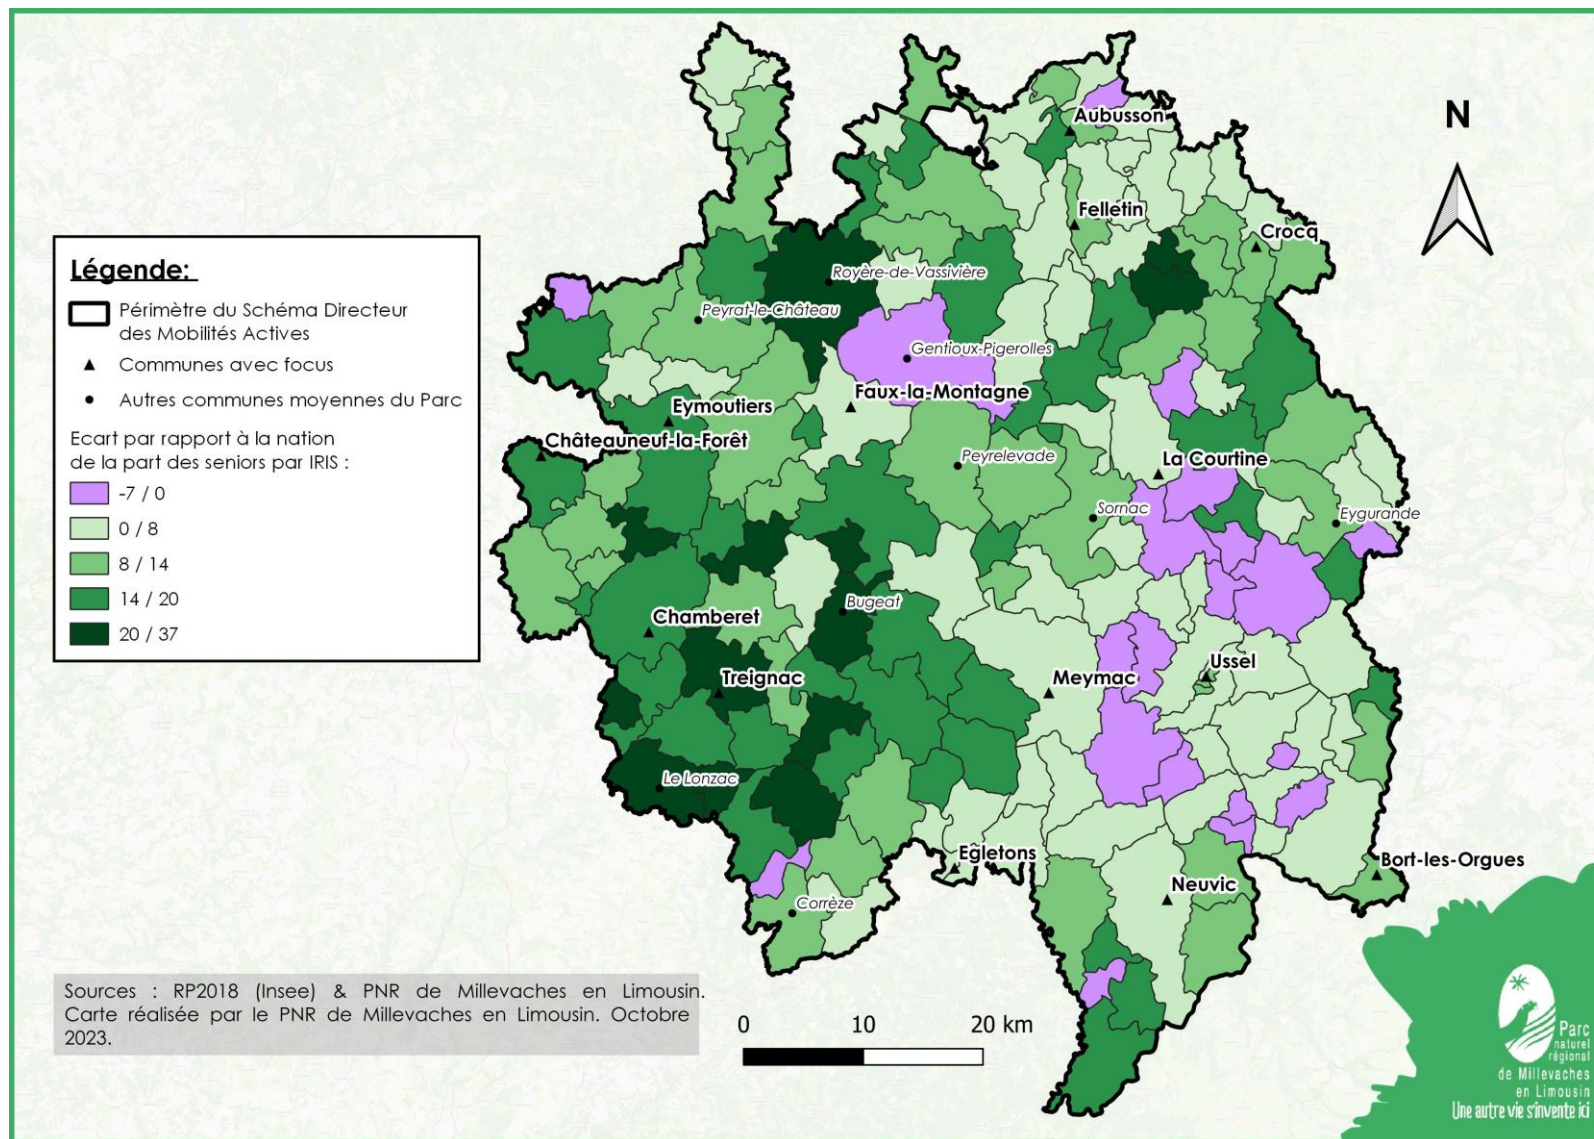 N
Aubusson
Felletin
Crocq
Légende:
Périmètre du Schéma Directeur
des Mobilités Actives
Communes avec focus
Autres communes moyennes du Parc
Ecart par rapport à la nation
de la part des seniors par IRIS :
-7 / 0
0 / 8
8 / 14
14 / 20
20 / 37
Royère-de-Vassivière
Peyrat-le-Château
Gentioux-Pigerolles
Faux-la-Montagne
Eymoutiers
Châteauneuf-la-Forêt
Peyrelevade
La Courtine
Sornac
Eygurande
Bugeat
Chamberet
Treignac
Meymac
Ussel
Le Lonzac
Egletons
Neuvic
Bort-les-Orgues
Corrèze
Sources : RP2018 (Insee) & PNR de Millevaches en Limousin.
Carte réalisée par le PNR de Millevaches en Limousin. Octobre
2023.
0 10 20 km
Parc
naturel
régional
de Millevaches
en Limousin
Une autre vie s'invente ici